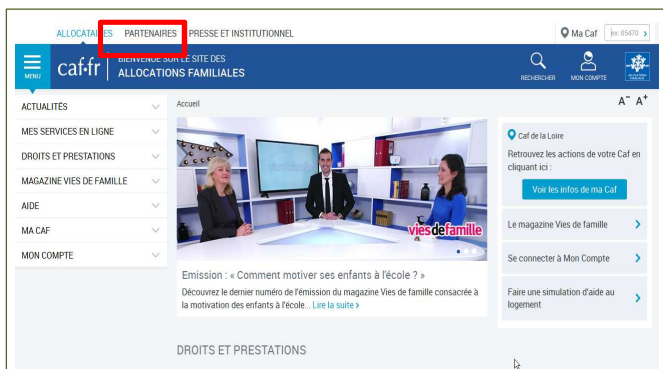 ALLOCATAIRES PARTENAIRES PRESSE ET INSTITUTIONNEL
Ma Caf ex: 85470
MENU
caf.fr
BIENVENUE SUR LE SITE DES
ALLOCATIONS FAMILIALES
RECHERCHER MON COMPTE
ACTUALITÉS
MES SERVICES EN LIGNE
DROITS ET PRESTATIONS
MAGAZINE VIES DE FAMILLE
AIDE
MA CAF
MON COMPTE
Accueil
A- A+
viesdefamille
Emission : « Comment motiver ses enfants à l'école ? »
Découvrez le dernier numéro de l'émission du magazine Vies de famille consacrée à
la motivation des enfants à l'école... Lire la suite >
DROITS ET PRESTATIONS
Caf de la Loire
Retrouvez les actions de votre Caf en
cliquant ici :
Voir les infos de ma Caf
Le magazine Vies de famille
Se connecter à Mon Compte
Faire une simulation d'aide au
logement